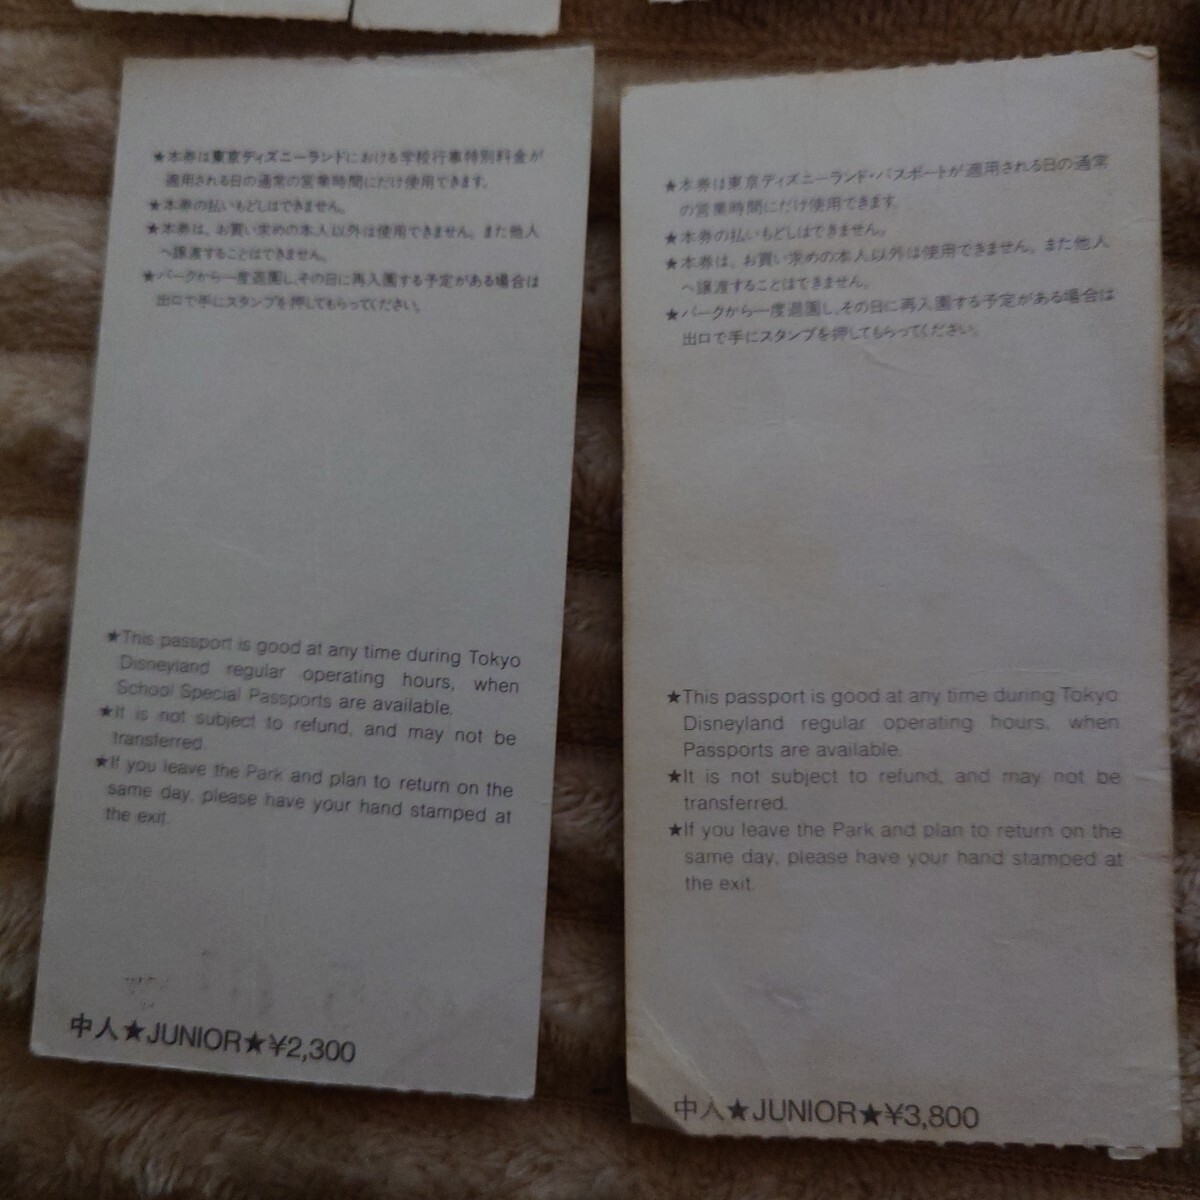 ★本券は東京ディズニーランドにおける学校行事特別料金が
適用される日の通常の営業時間にだけ使用できます。
★本券の払いもどしはできません。
★本券は、お買い求めの本人以外は使用できません。また他人
へ譲渡することはできません。
★パークから一度退園し、その日に再入園する予定がある場合は
出口で手にスタンプを押してもらってください。
★This passport is good at any time during Tokyo
Disneyland regular operating hours, when
School Special Passports are available.
★It is not subject to refund, and may not be
transferred.
★If you leave the Park and plan to return on the
same day, please have your hand stamped at
the exit.
中人★JUNIOR★¥2,300
★本券は東京ディズニーランド・パスポートが適用される日の通常
の営業時間にだけ使用できます。
★本券の払いもどしはできません。
★本券は、お買い求めの本人以外は使用できません。また他人
へ譲渡することはできません。
★パークから一度退園し、その日に再入園する予定がある場合は
出口で手にスタンプを押してもらってください。
★This passport is good at any time during Tokyo
Disneyland regular operating hours, when
Passports are available.
★It is not subject to refund, and may not be
transferred.
★If you leave the Park and plan to return on the
same day, please have your hand stamped at
the exit.
中人★JUNIOR★¥3,800